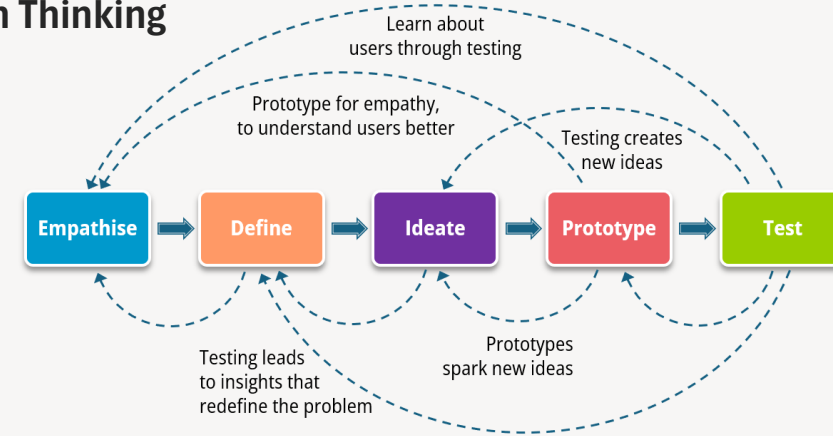 n Thinking
Learn about
users through testing
Prototype for empathy,
to understand users better
Testing creates
new ideas
Empathise
Define
Ideate
Prototype
Test
Testing leads
to insights that
redefine the problem
Prototypes
spark new ideas